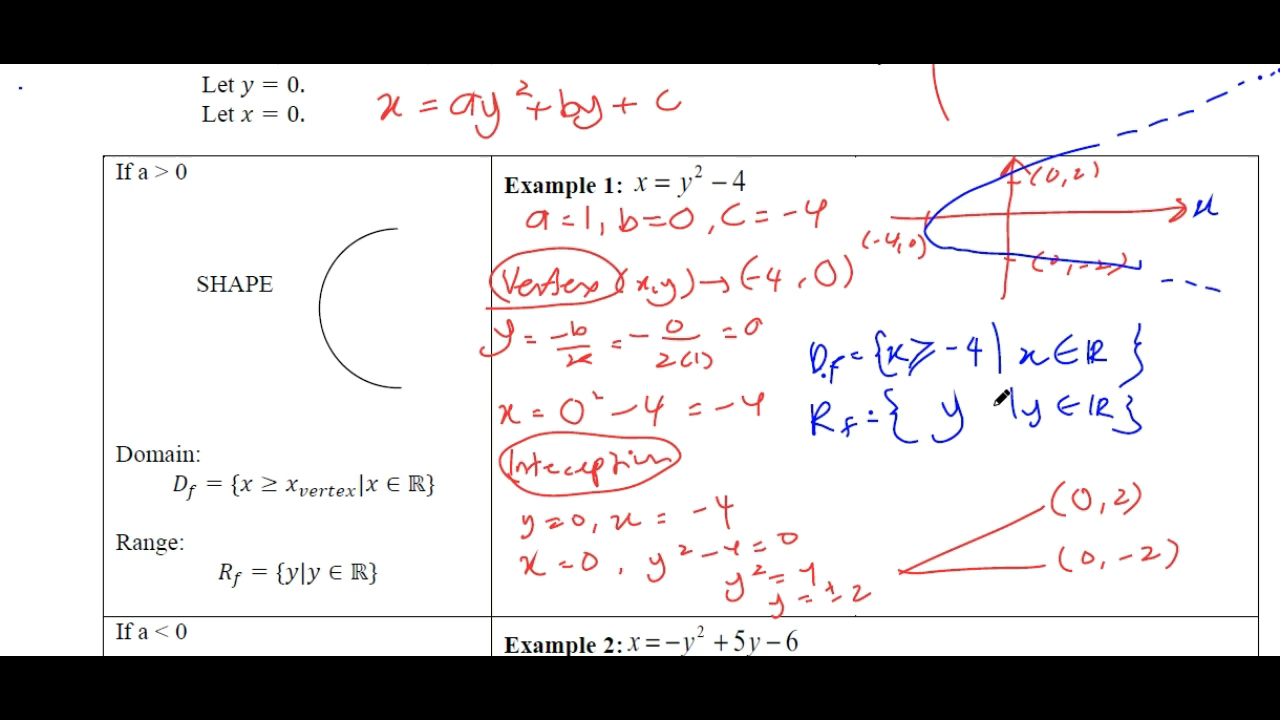 Let y = 0.
Let x = 0.
x = ay² + by + c
If a > 0
SHAPE
Domain:
D_f = {x ≥ x_vertex|x ∈ ℝ}
Range:
R_f = {y|y ∈ ℝ}
Example 1: x = y² − 4
a = 1, b = 0, c = −4
Vertex (x,y) → (−4, 0)
y = −b/2a = −0/2(1) = 0
x = 0² − 4 = −4
Inteception
y = 0, x = −4
x = 0, y² − 4 = 0
y² = 4
y = ± 2
(0, 2)
(0, −2)
(0, 2)
x
(−4, 0)
(0, −2)
D_f = {x ≥ −4 | x ∈ ℝ}
R_f = { y | y ∈ ℝ}
If a < 0
Example 2: x = −y² + 5y − 6